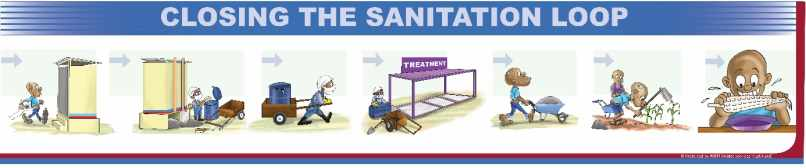 CLOSING THE SANITATION LOOP
TREATMENT